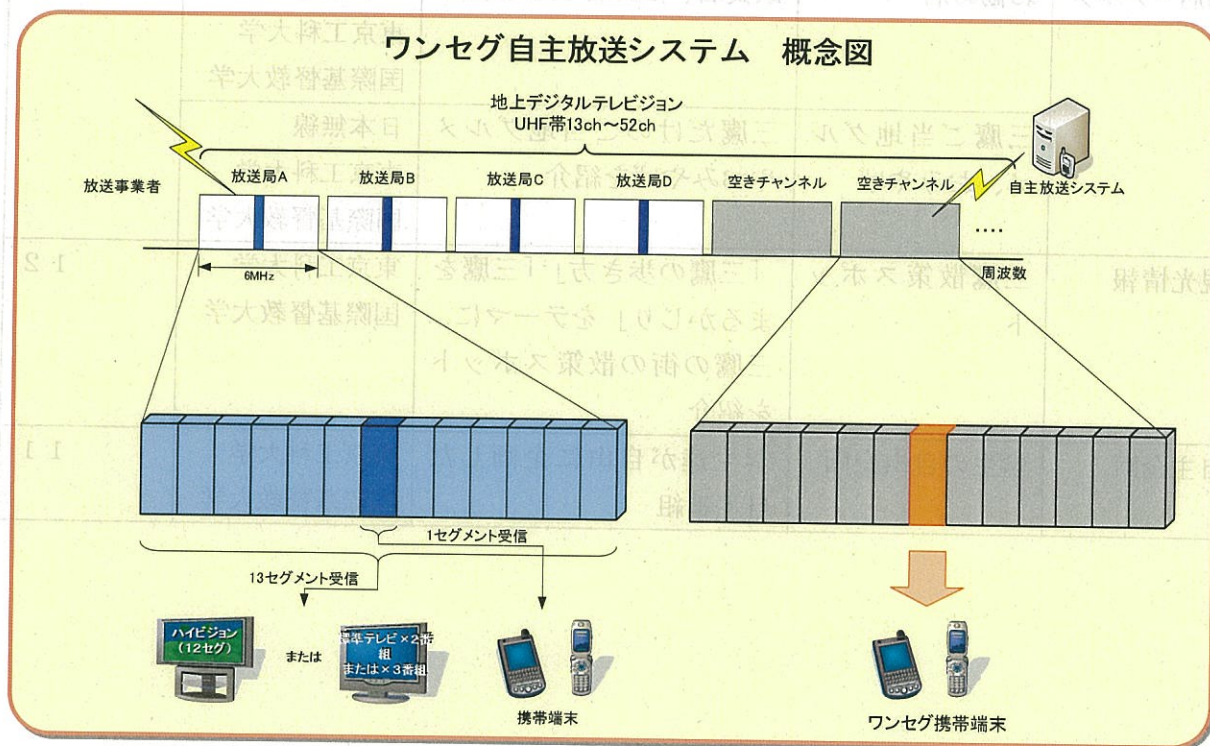 ワンセグ自主放送システム　概念図
地上デジタルテレビジョン
UHF帯13ch～52ch
放送事業者
放送局A
放送局B
放送局C
放送局D
空きチャンネル
空きチャンネル
自主放送システム
....
6MHz
周波数
1セグメント受信
13セグメント受信
ハイビジョン
(12セグ)
または
標準テレビ×2番
組
または×3番組
携帯端末
ワンセグ携帯端末